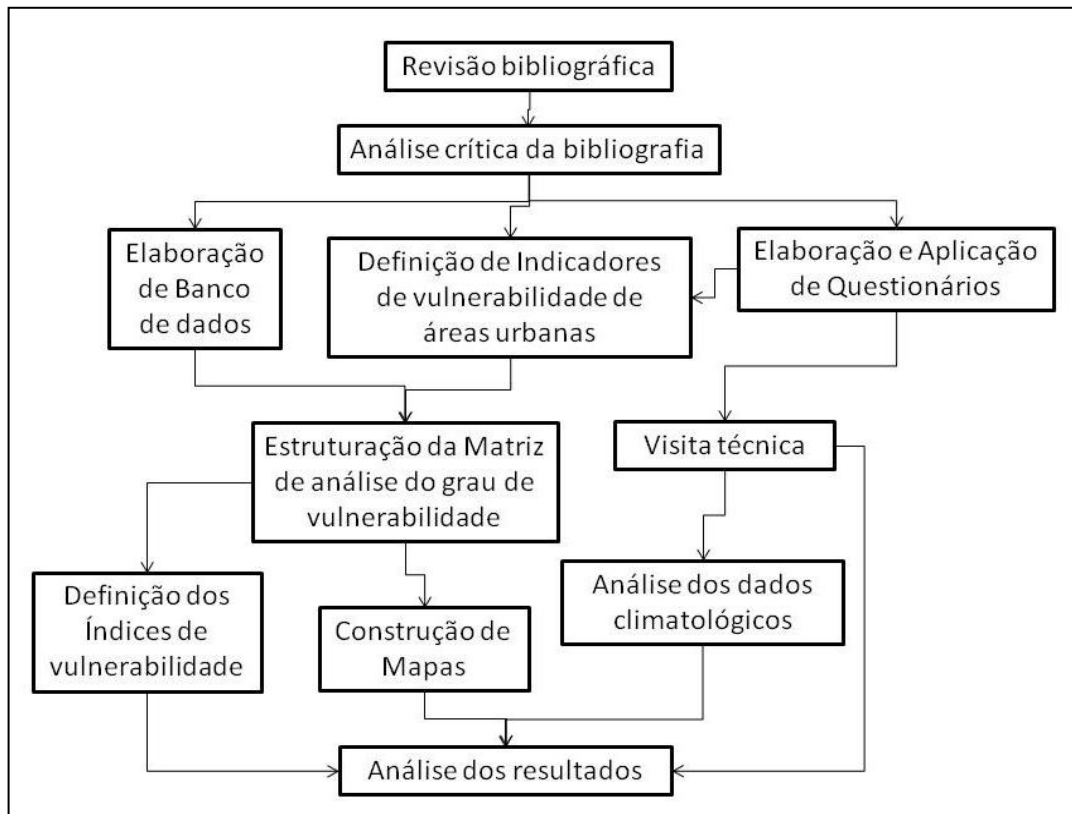 Revisão bibliográfica
Análise crítica da bibliografia
Elaboração
de Banco
de dados
Definição de Indicadores
de vulnerabilidade de
áreas urbanas
Elaboração e Aplicação
de Questionários
Estruturação da Matriz
de análise do grau de
vulnerabilidade
Visita técnica
Definição dos
Índices de
vulnerabilidade
Construção de
Mapas
Análise dos dados
climatológicos
Análise dos resultados